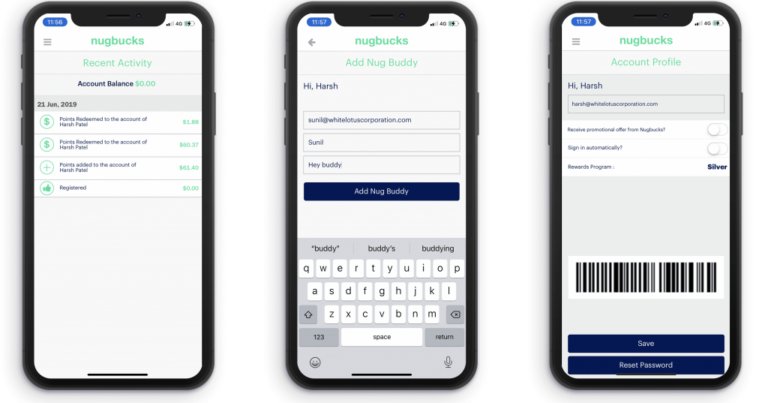 11:56
4G
nugbucks
Recent Activity
Account Balance $0.00
21 Jun, 2019
Points Redeemed to the account of
Harsh Patel
$1.88
Points Redeemed to the account of
Harsh Patel
$60.37
Points added to the account of
Harsh Patel
$61.41
Registered
$0.00
11:57
4G
nugbucks
Add Nug Buddy
Hi, Harsh
sunil@whitelotuscorporation.com
Sunil
Hey buddy
Add Nug Buddy
"buddy" buddy's buddying
q w e r t y u i o p
a s d f g h j k l
z x c v b n m
123 space return
11:57
4G
nugbucks
Account Profile
Hi, Harsh
harsh@whitelotuscorporation.com
Receive promotional offer from Nugbucks?
Sign in automatically?
Rewards Program : Silver
Save
Reset Password